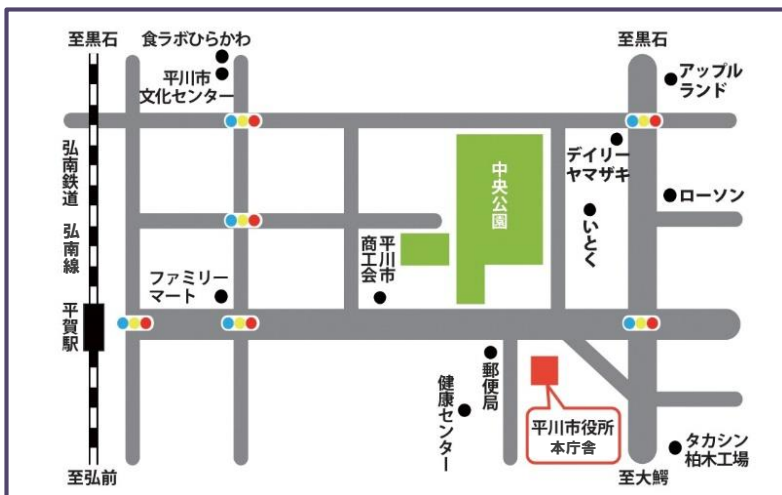 至黒石
食ラボひらかわ
至黒石
平川市
文化センター
アップル
ランド
弘南鉄道
弘南線
中央公園
デイリー
ヤマザキ
ローソン
いとく
平川市
商工会
ファミリー
マート
平賀駅
郵便局
健康センター
平川市役所
本庁舎
タカシン
柏木工場
至弘前
至大鰐